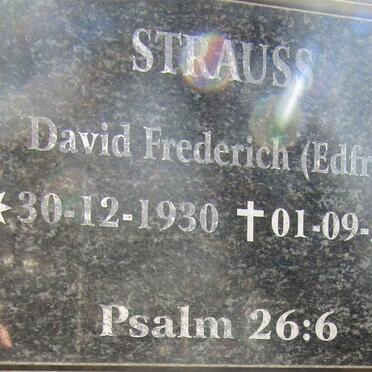 STRAUSS
David Frederich (Edfr
30-12-1930 ✝ 01-09-
Psalm 26:6